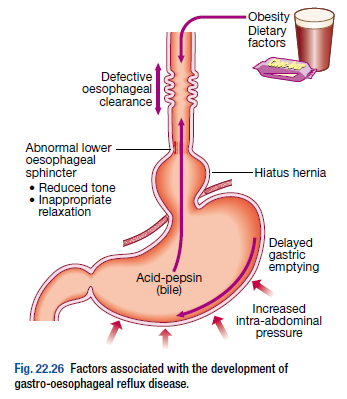 Obesity
Dietary
factors
Defective
oesophageal
clearance
Abnormal lower
oesophageal
sphincter
• Reduced tone
• Inappropriate
relaxation
Hiatus hernia
Delayed
gastric
emptying
Acid-pepsin
(bile)
Increased
intra-abdominal
pressure
Fig. 22.26 Factors associated with the development of
gastro-oesophageal reflux disease.